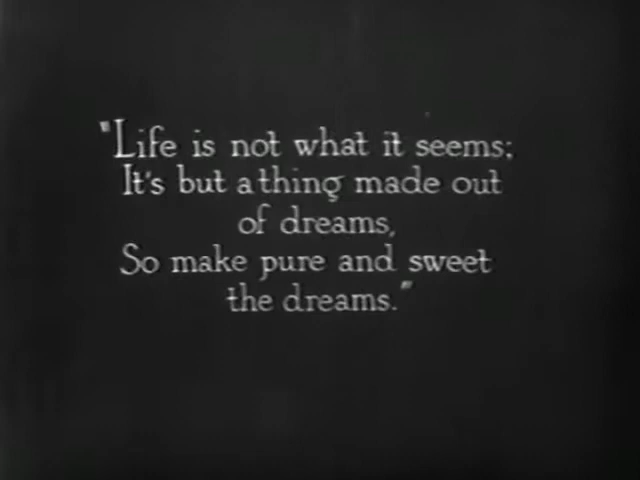 "Life is not what it seems;
It's but a thing made out
of dreams,
So make pure and sweet
the dreams."